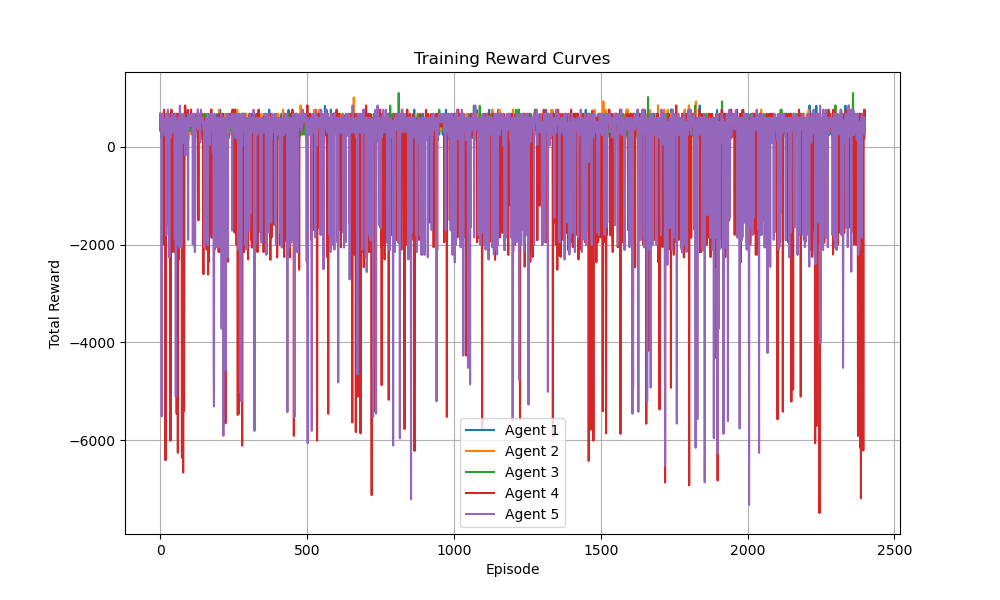 Training Reward Curves
Total Reward
0
−2000
−4000
−6000
Agent 1
Agent 2
Agent 3
Agent 4
Agent 5
0
500
1000
1500
2000
2500
Episode